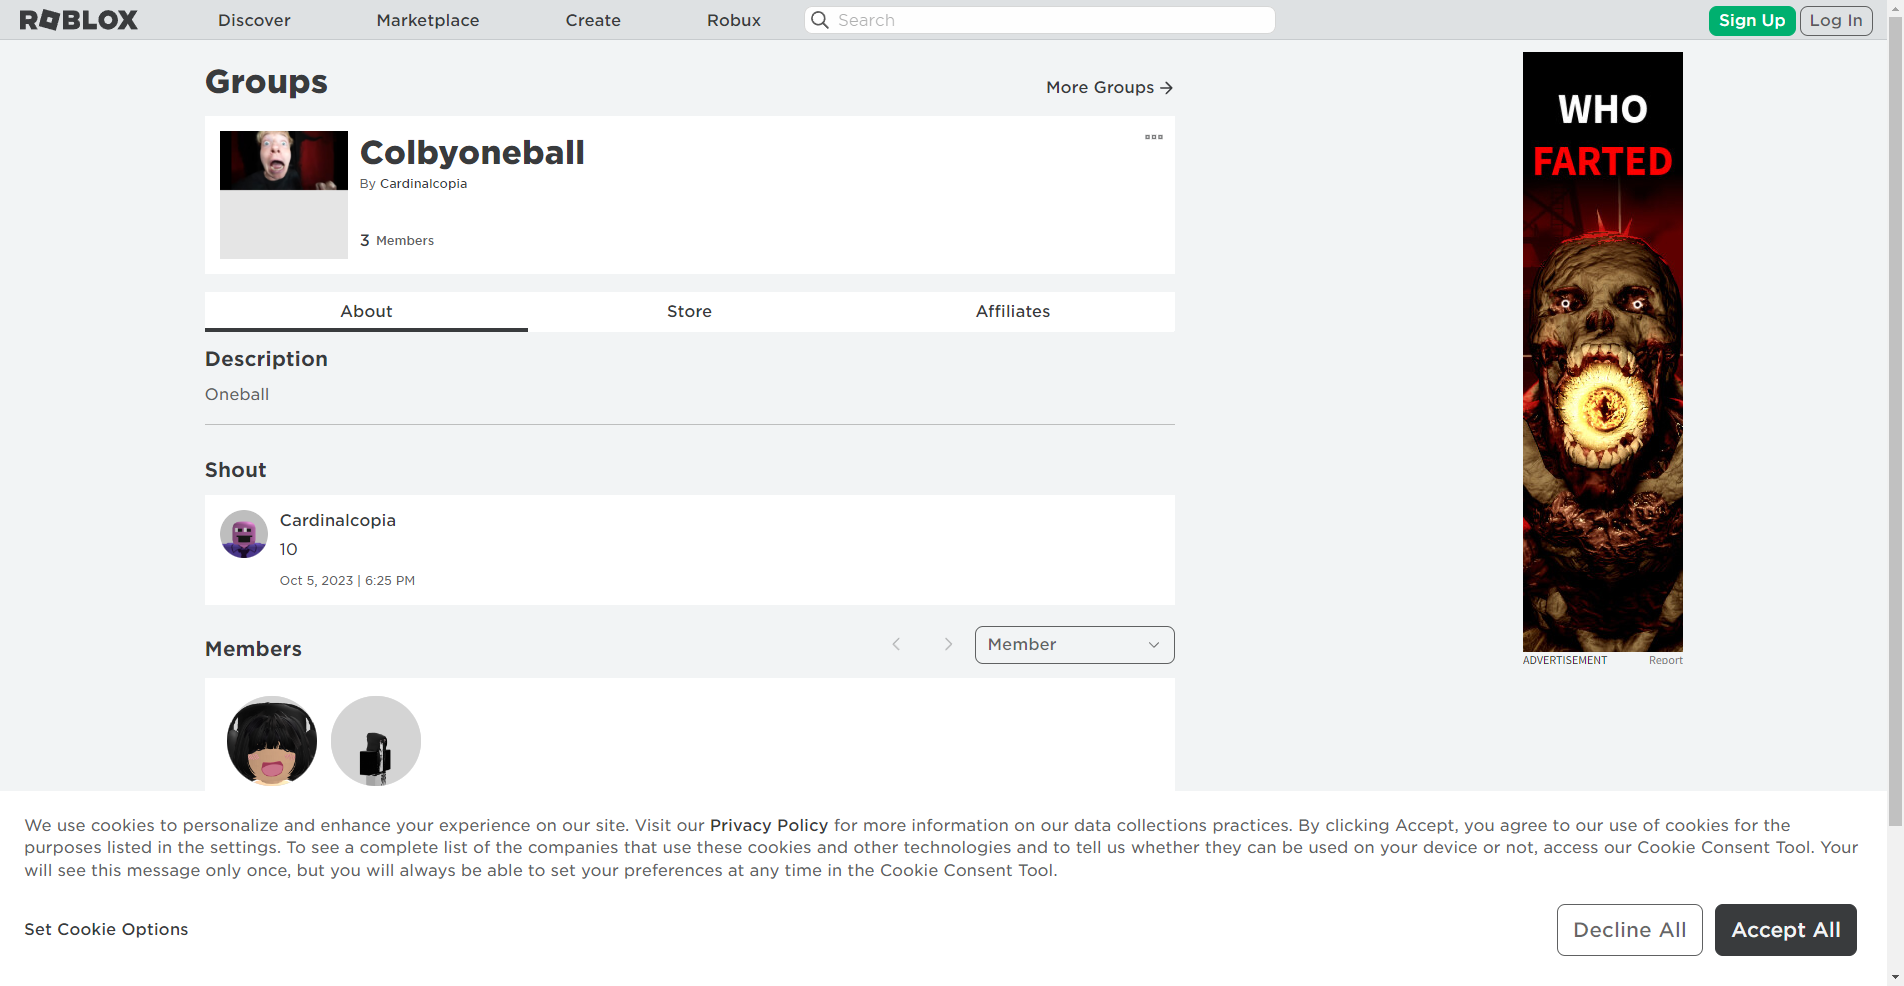 ROBLOX
Discover
Marketplace
Create
Robux
Search
Sign Up
Log In
Groups
More Groups
Colbyoneball
By Cardinalcopia
3 Members
About
Store
Affiliates
Description
Oneball
Shout
Cardinalcopia
10
Oct 5, 2023 | 6:25 PM
Members
Member
WHO
FARTED
ADVERTISEMENT
Report
We use cookies to personalize and enhance your experience on our site. Visit our Privacy Policy for more information on our data collections practices. By clicking Accept, you agree to our use of cookies for the
purposes listed in the settings. To see a complete list of the companies that use these cookies and other technologies and to tell us whether they can be used on your device or not, access our Cookie Consent Tool. Your
will see this message only once, but you will always be able to set your preferences at any time in the Cookie Consent Tool.
Set Cookie Options
Decline All
Accept All